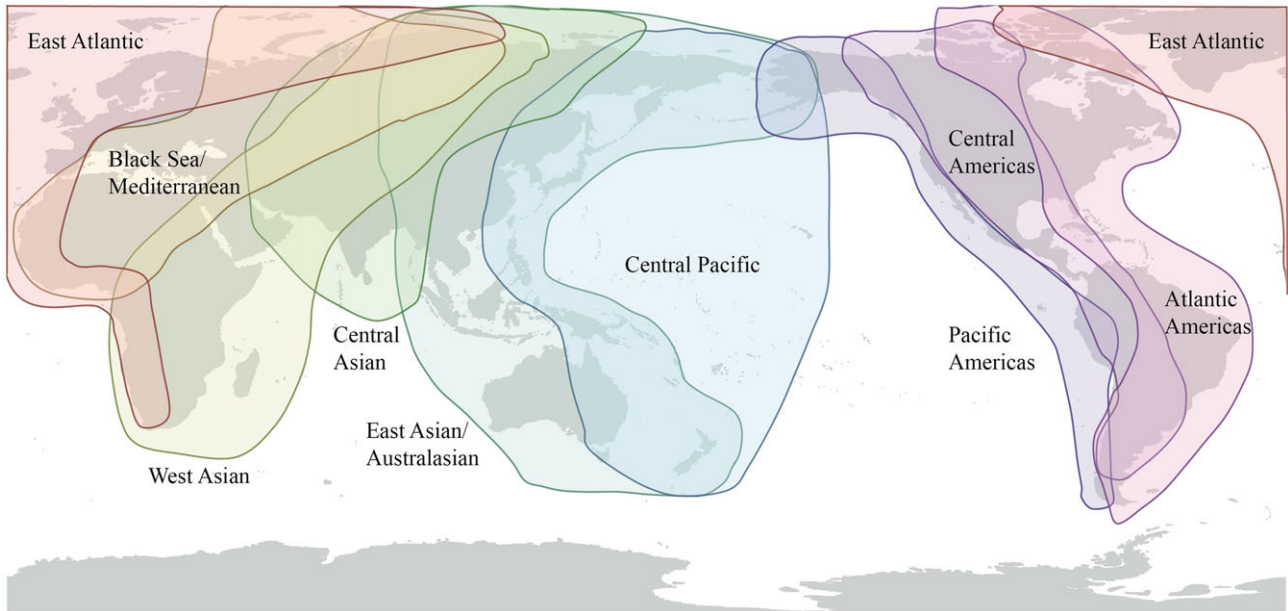 East Atlantic
East Atlantic
Black Sea/
Mediterranean
Central
Americas
Central Pacific
Atlantic
Americas
Central
Asian
Pacific
Americas
East Asian/
Australasian
West Asian